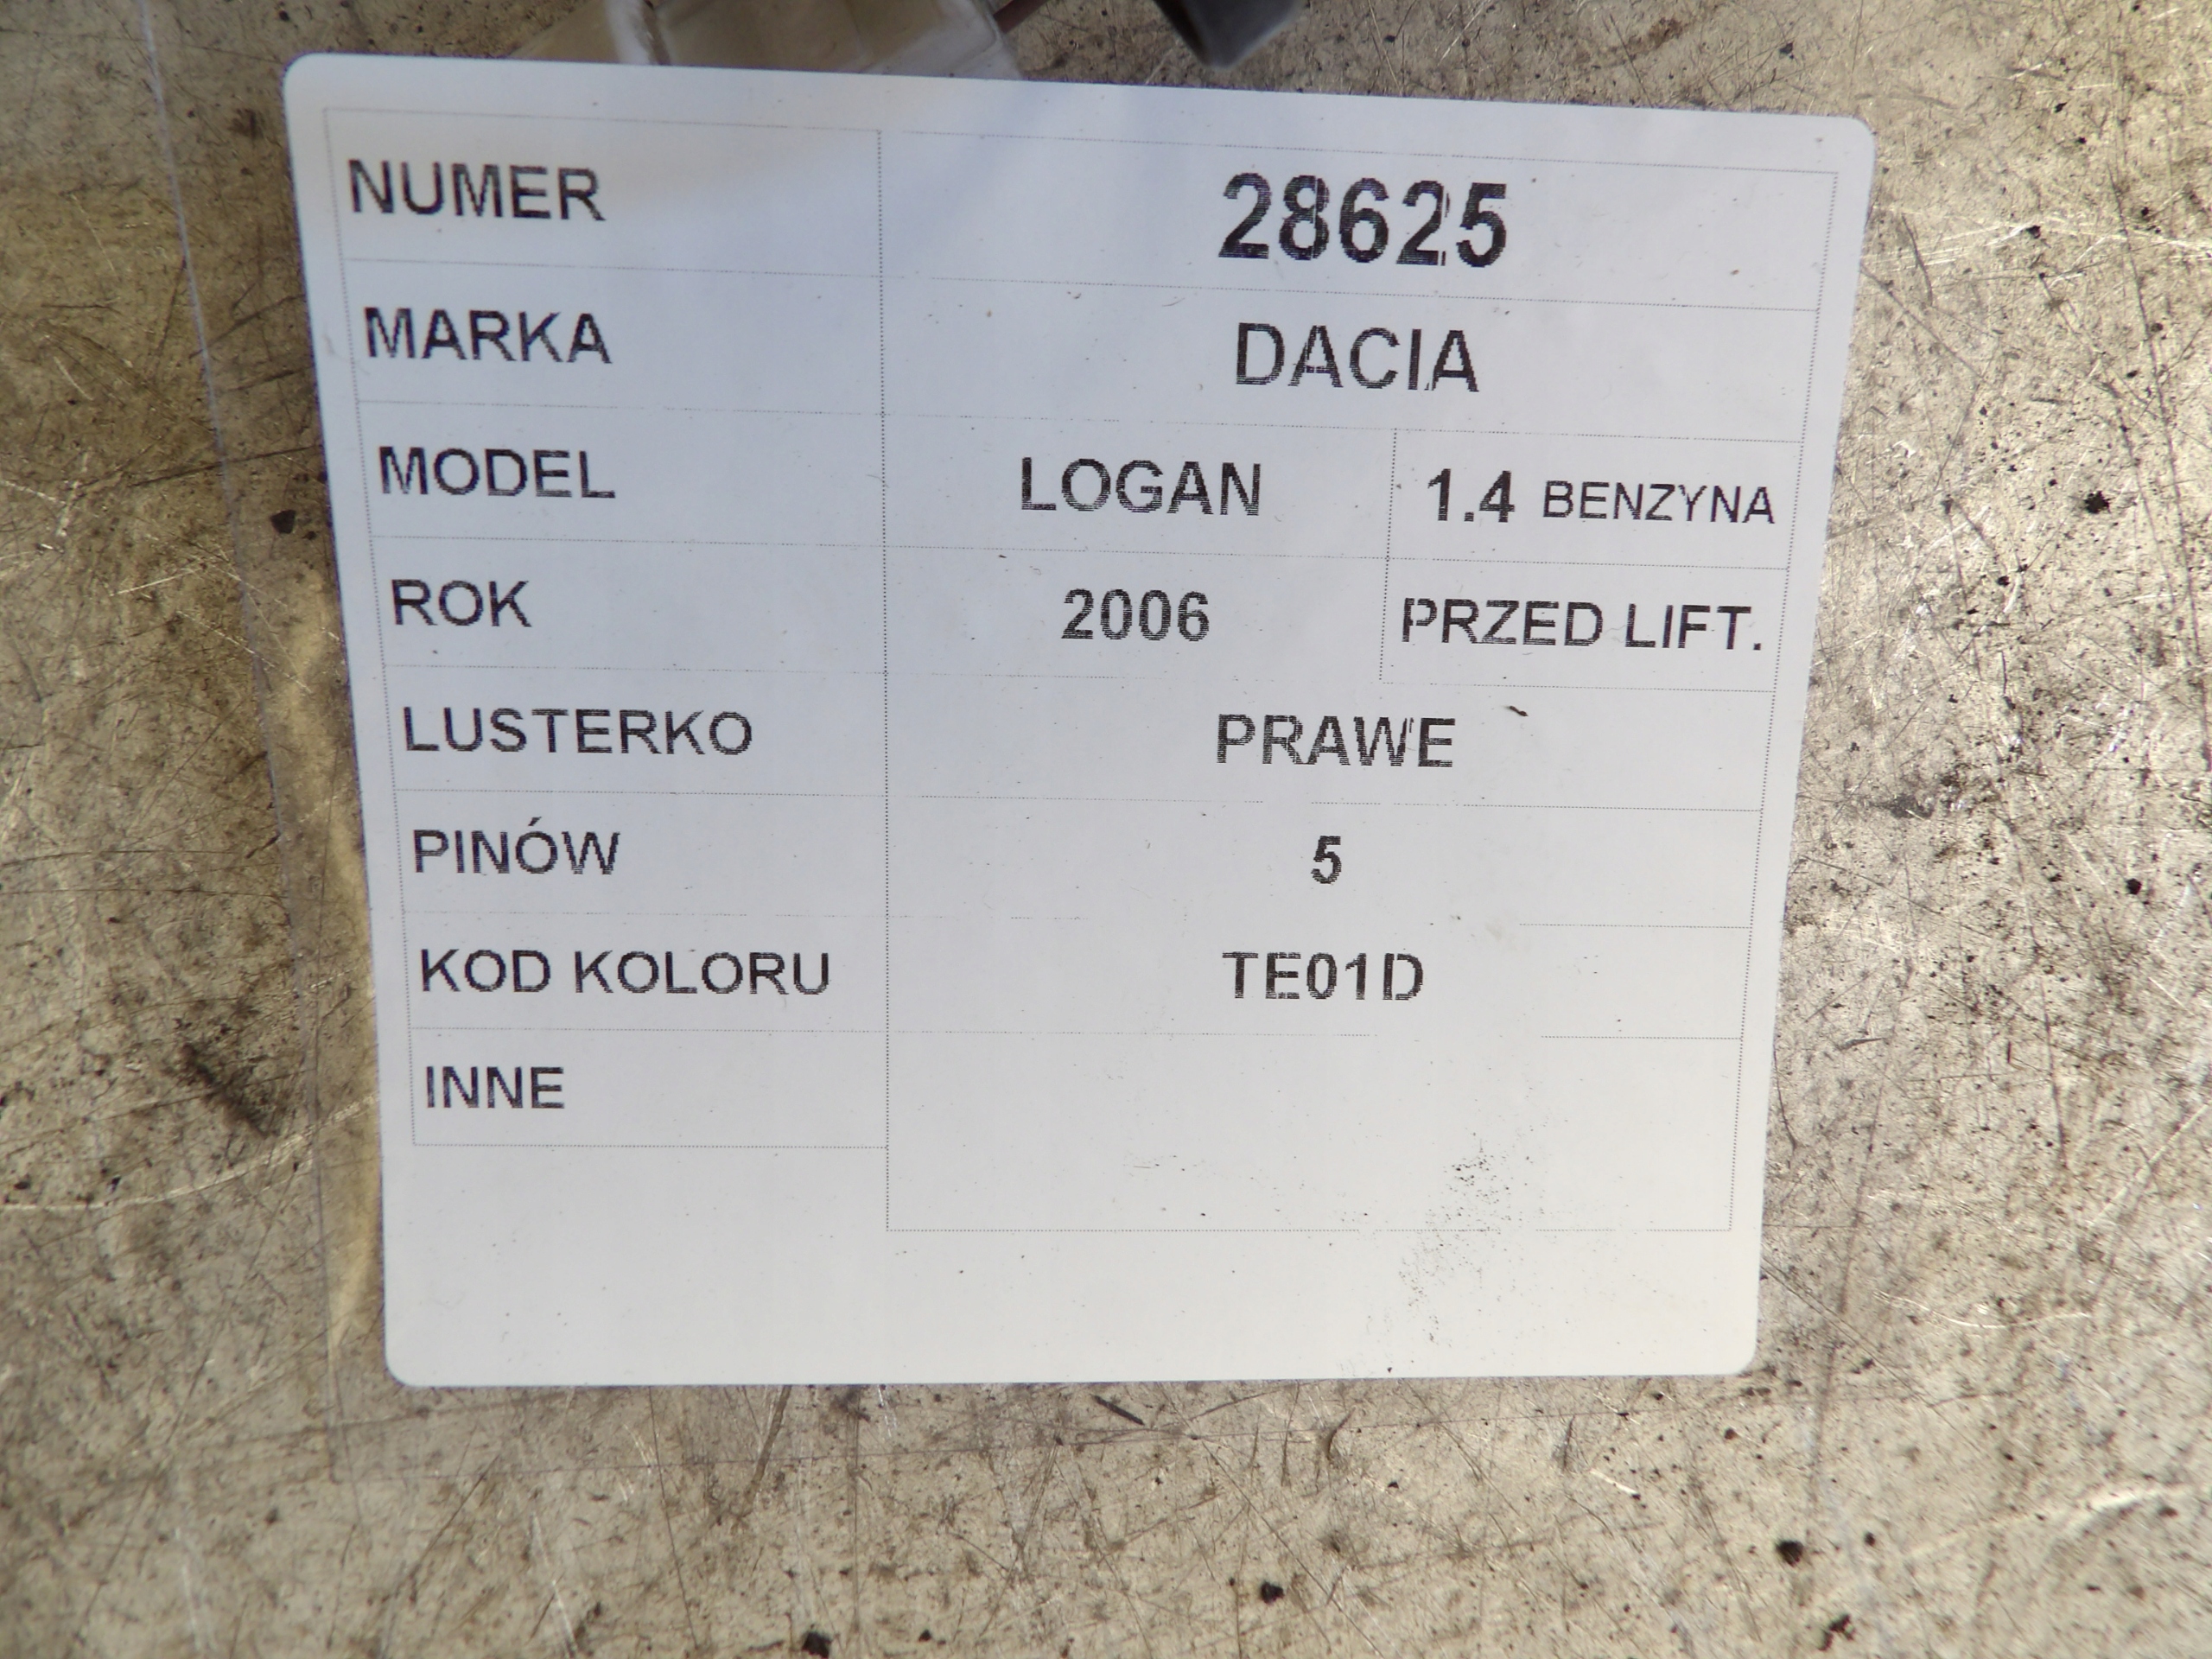 NUMER 28625
MARKA DACIA
MODEL LOGAN 1.4 BENZYNA
ROK 2006 PRZED LIFT.
LUSTERKO PRAWE
PINÓW 5
KOD KOLORU TE01D
INNE